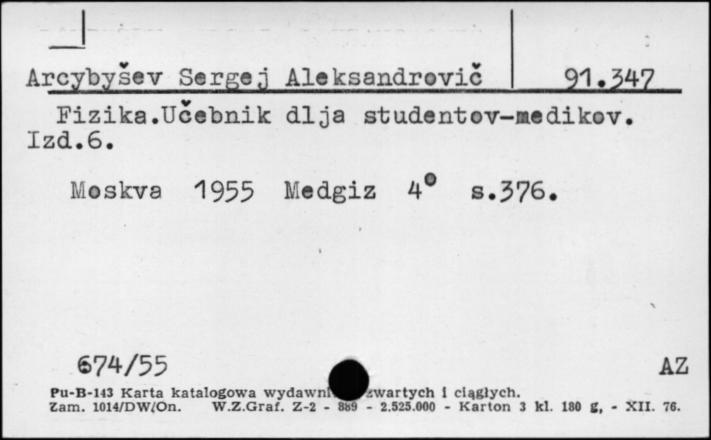 Arcybyšev Sergej Aleksandrovič 91.347
Fizika.Učebnik dlja studentov-medikov.
Izd.6.
Moskva 1955 Medgiz 4° s.376.
674/55 AZ
Pu-B-143 Karta katalogowa wydawni wartych i ciągłych.
Zam. 1014/DW/On. W.Z.Graf. Z-2 - 889 - 2.525.000 - Karton 3 kl. 180 g, - XII. 76.